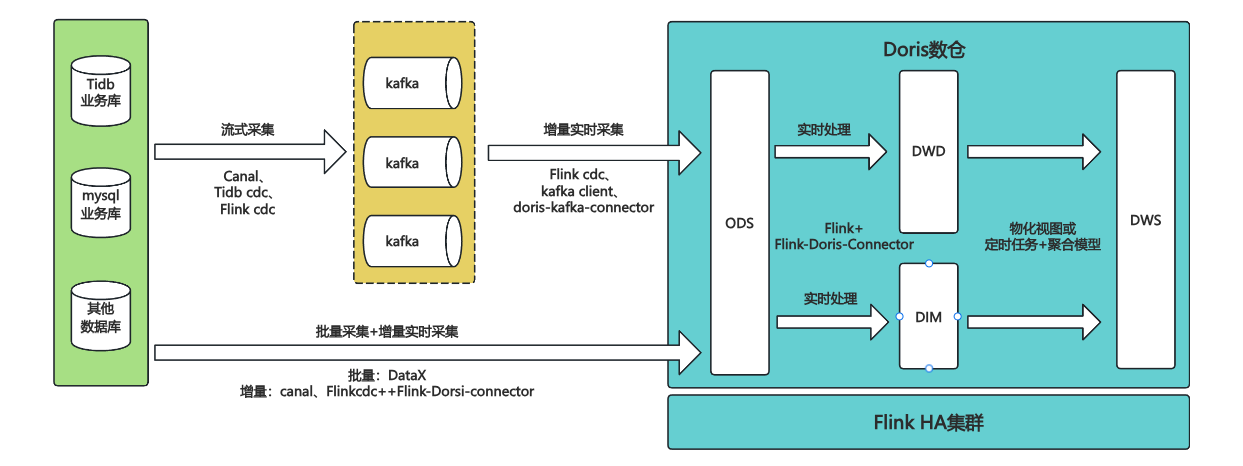 Tidb
业务库
mysql
业务库
其他
数据库
流式采集
Canal、
Tidb cdc、
Flink cdc
kafka
kafka
kafka
增量实时采集
Flink cdc、
kafka client、
doris-kafka-connector
批量采集+增量实时采集
批量：DataX
增量：canal、Flinkcdc++Flink-Dorsi-connector
Doris数仓
ODS
实时处理
Flink+
Flink-Doris-Connector
实时处理
DWD
DIM
物化视图或
定时任务+聚合模型
DWS
Flink HA集群